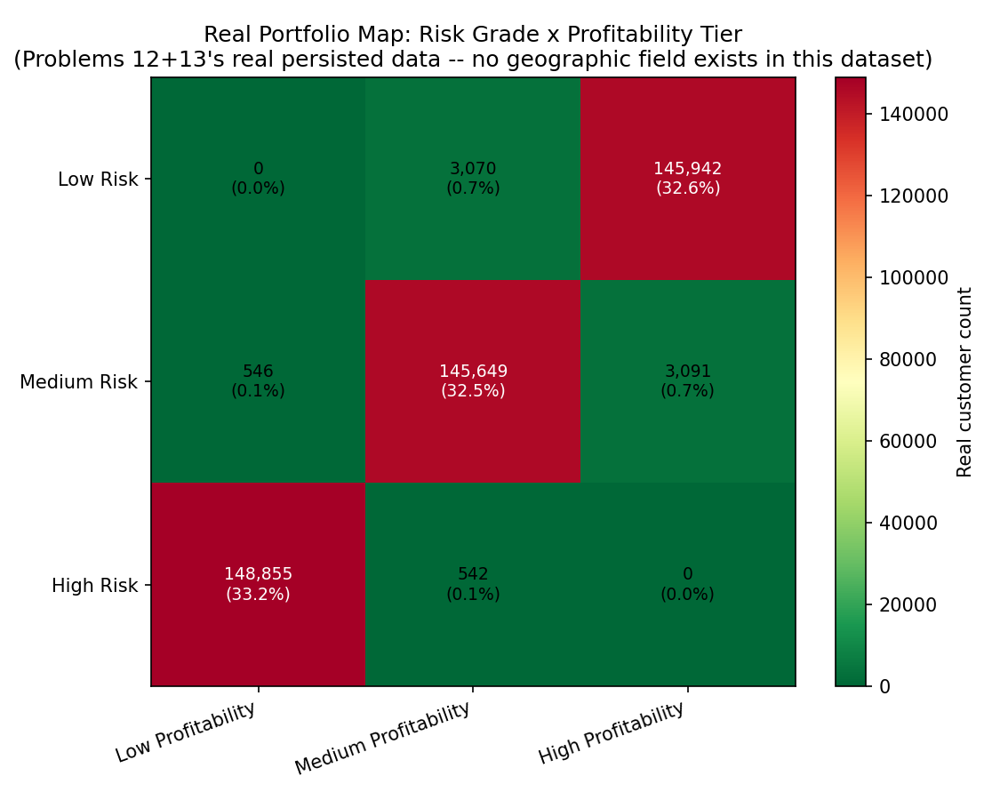 Real Portfolio Map: Risk Grade x Profitability Tier
(Problems 12+13's real persisted data -- no geographic field exists in this dataset)
Low Risk
0
(0.0%)
3,070
(0.7%)
145,942
(32.6%)
Medium Risk
546
(0.1%)
145,649
(32.5%)
3,091
(0.7%)
High Risk
148,855
(33.2%)
542
(0.1%)
0
(0.0%)
Low Profitability
Medium Profitability
High Profitability
140000
120000
100000
80000
60000
40000
20000
0
Real customer count